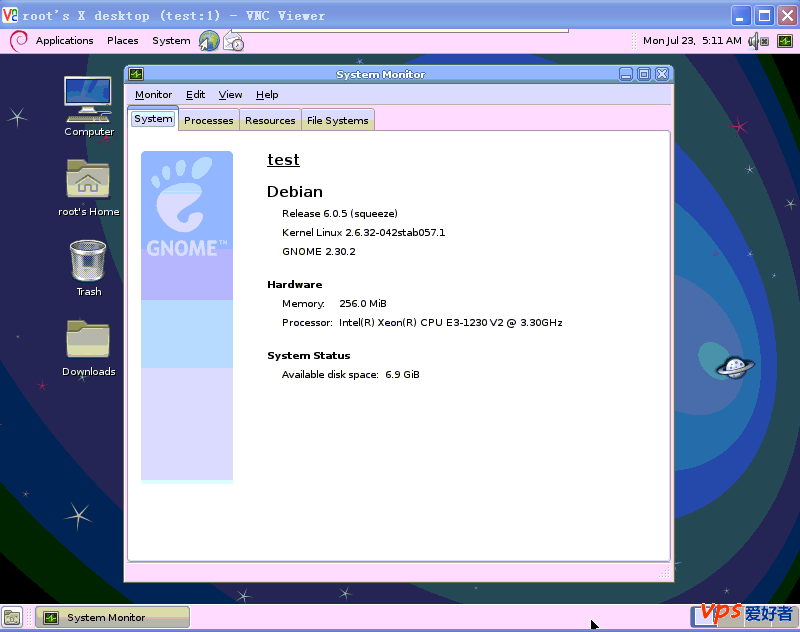 root's X desktop (test:1) - VNC Viewer
Applications Places System Mon Jul 23, 5:11 AM
System Monitor
Monitor Edit View Help
System Processes Resources File Systems
Computer
root's Home
Trash
Downloads
GNOME™
test
Debian
Release 6.0.5 (squeeze)
Kernel Linux 2.6.32-042stab057.1
GNOME 2.30.2
Hardware
Memory: 256.0 MiB
Processor: Intel(R) Xeon(R) CPU E3-1230 V2 @ 3.30GHz
System Status
Available disk space: 6.9 GiB
System Monitor
vps爱好者